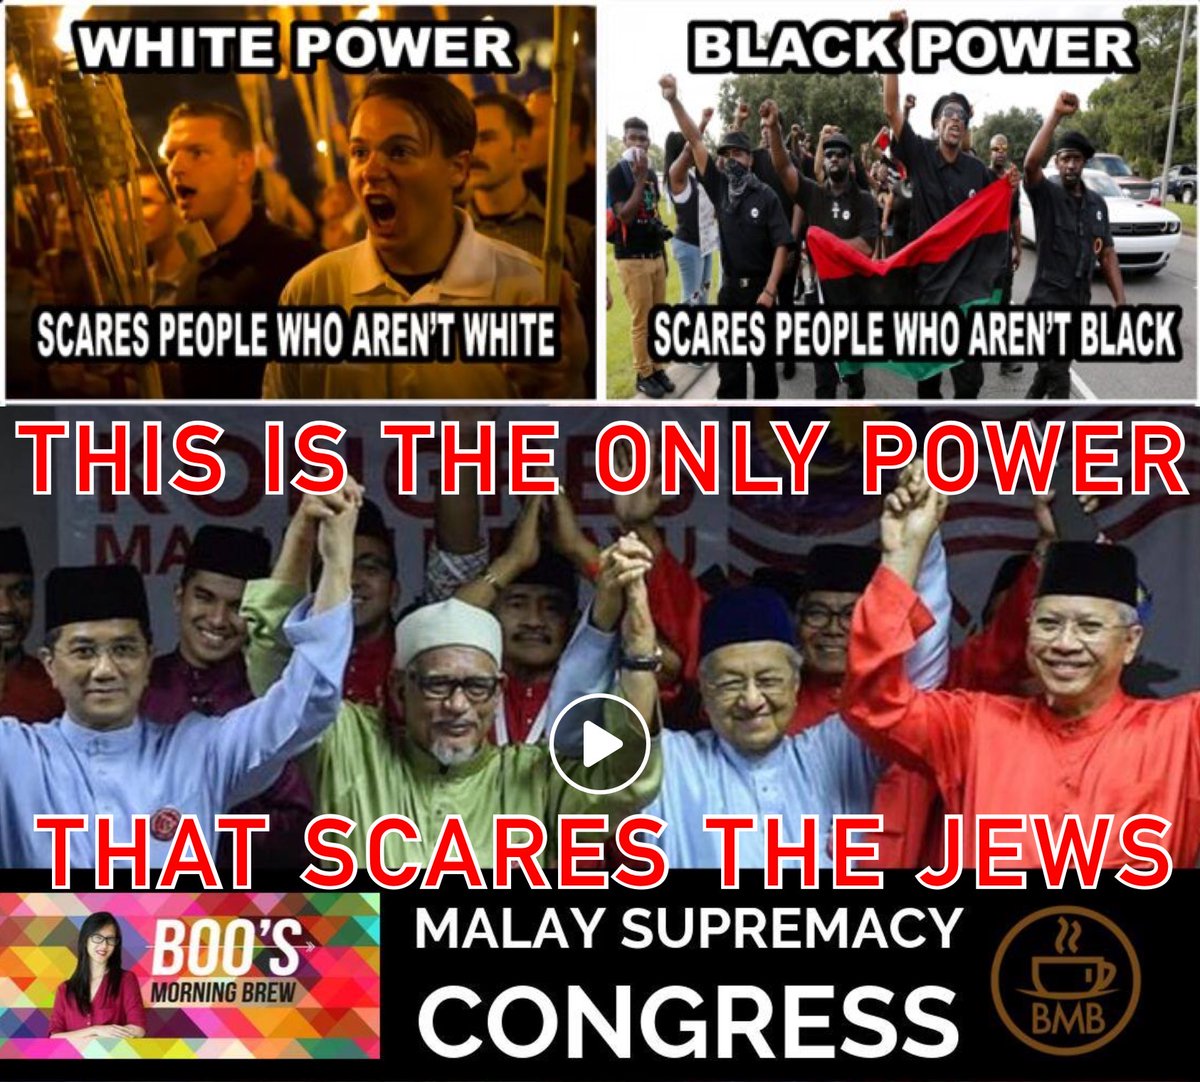 WHITE POWER
SCARES PEOPLE WHO AREN'T WHITE
BLACK POWER
SCARES PEOPLE WHO AREN'T BLACK
THIS IS THE ONLY POWER
KONGRES
THAT SCARES THE JEWS
BOO'S
MORNING BREW
MALAY SUPREMACY
CONGRESS
BMB